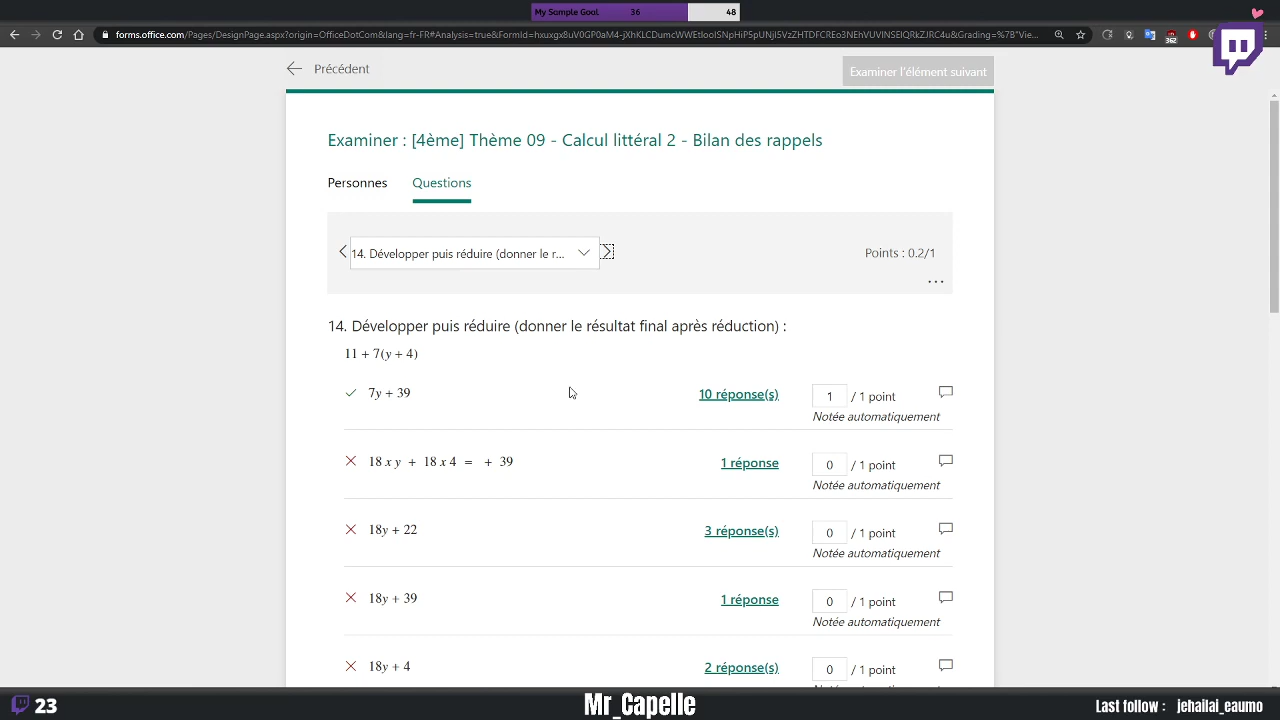 My Sample Goal 36 48
forms.office.com/Pages/DesignPage.aspx?origin=OfficeDotCom&lang=fr-FR#Analysis=true&FormId=
Précédent
Examiner l'élément suivant
Examiner : [4ème] Thème 09 - Calcul littéral 2 - Bilan des rappels
Personnes Questions
14. Développer puis réduire (donner le r... Points : 0.2/1
14. Développer puis réduire (donner le résultat final après réduction) :
11 + 7(y + 4)
7y + 39 10 réponse(s) 1 / 1 point
Notée automatiquement
18 x y + 18 x 4 = + 39 1 réponse 0 / 1 point
Notée automatiquement
18y + 22 3 réponse(s) 0 / 1 point
Notée automatiquement
18y + 39 1 réponse 0 / 1 point
Notée automatiquement
18y + 4 2 réponse(s) 0 / 1 point
23 Mr_Capelle Last follow : jehailai_eaumo